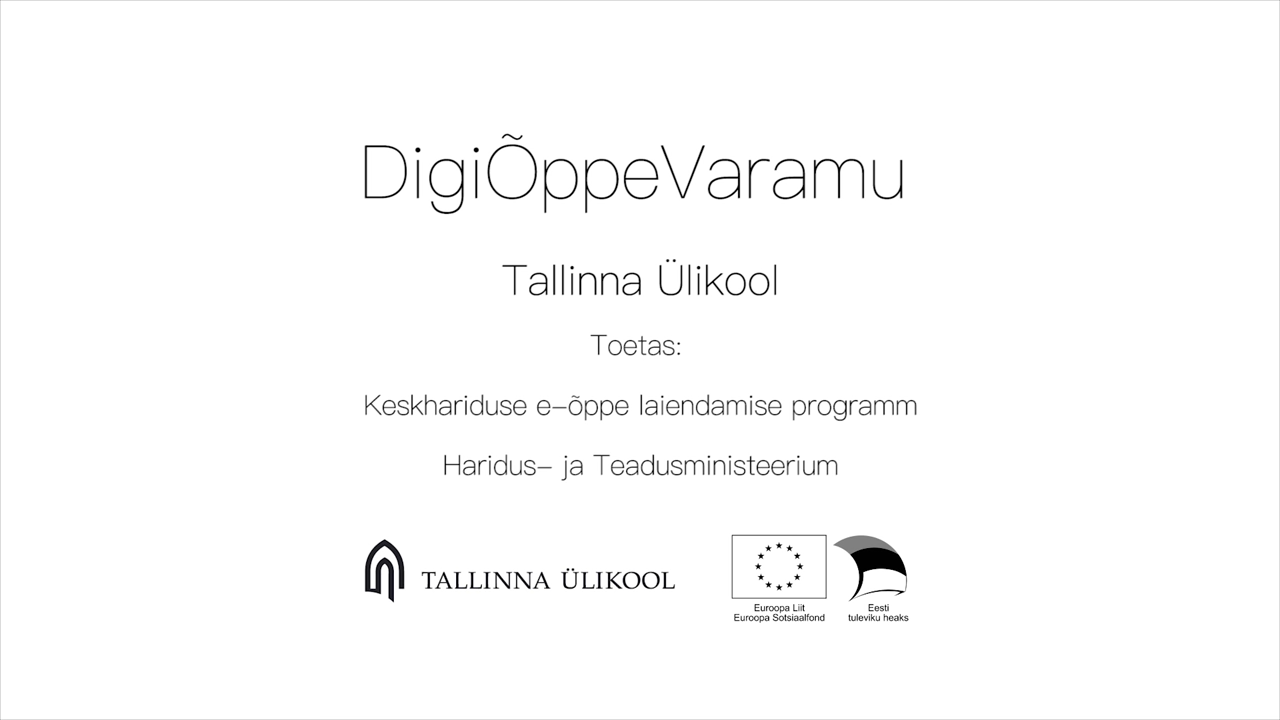 DigiÕppeVaramu
Tallinna Ülikool
Toetas:
Keskhariduse e-õppe laiendamise programm
Haridus- ja Teadusministeerium
TALLINNA ÜLIKOOL
Euroopa Liit
Euroopa Sotsiaalfond
Eesti
tuleviku heaks